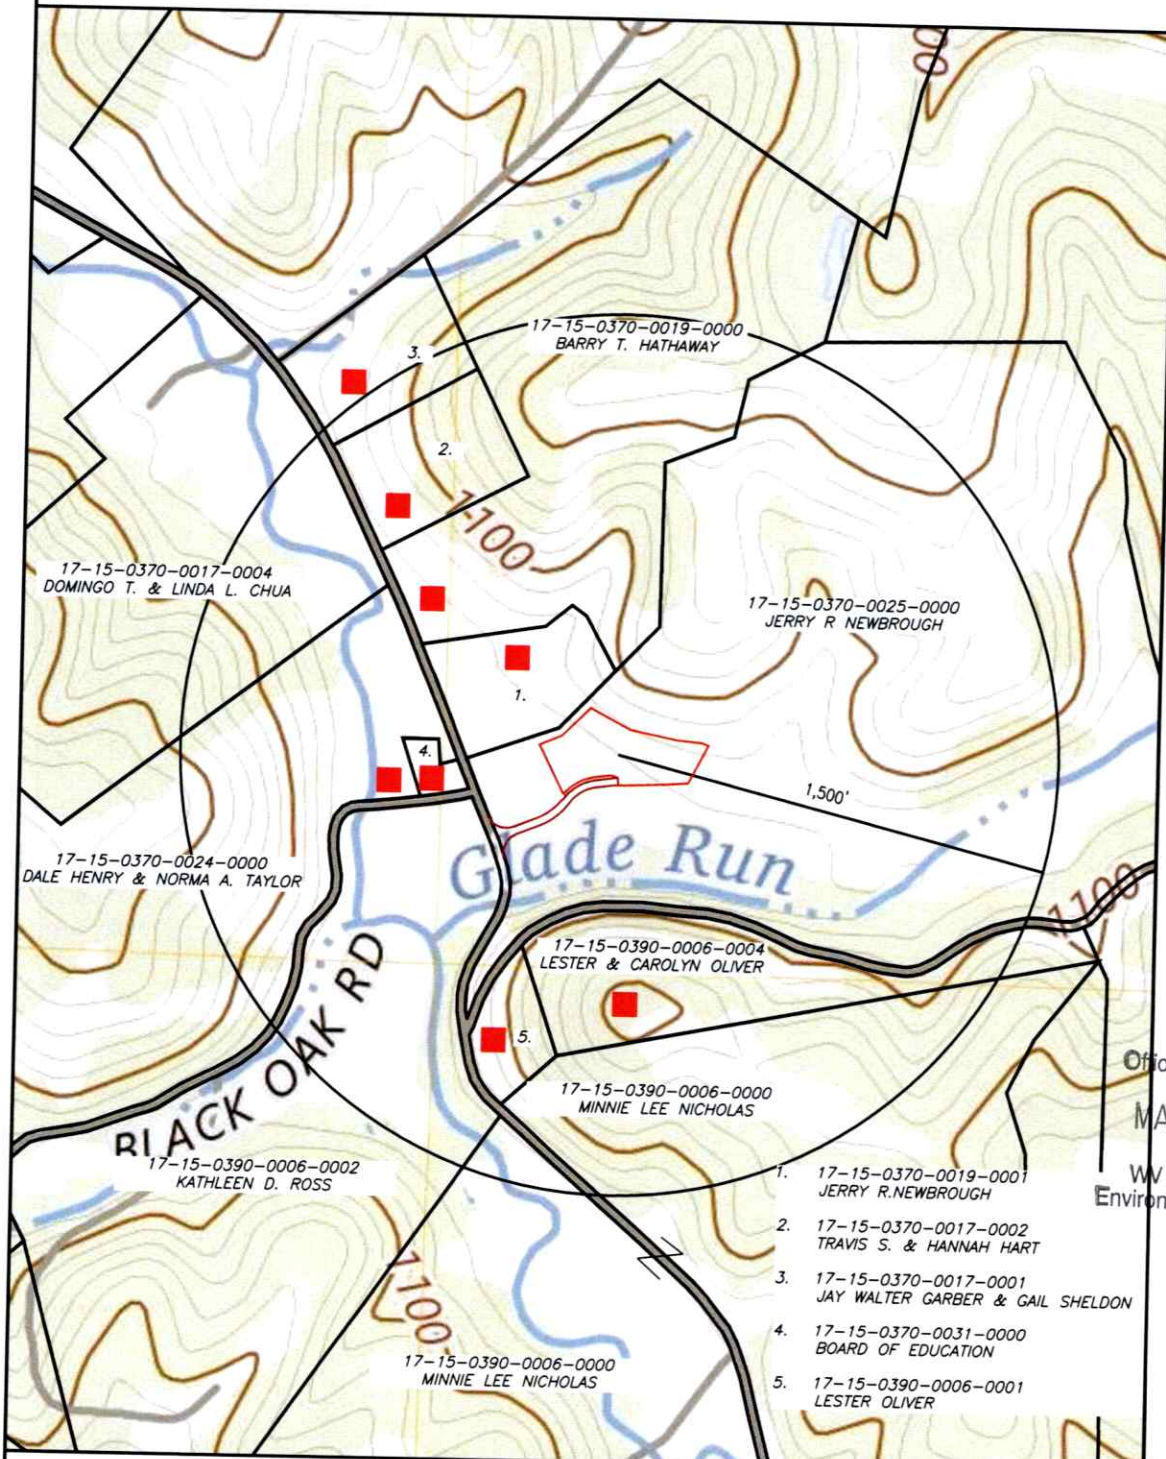 00
17-15-0370-0019-0000
BARRY T. HATHAWAY
3.
2.
1100
17-15-0370-0017-0004
DOMINGO T. & LINDA L. CHUA
17-15-0370-0025-0000
JERRY R NEWBROUGH
1.
4.
1,500'
Glade Run
17-15-0370-0024-0000
DALE HENRY & NORMA A. TAYLOR
1100
17-15-0390-0006-0004
LESTER & CAROLYN OLIVER
BLACK OAK RD
5.
17-15-0390-0006-0000
MINNIE LEE NICHOLAS
MA
WV
17-15-0390-0006-0002
KATHLEEN D. ROSS
1. 17-15-0370-0019-0001
JERRY R.NEWBROUGH
2. 17-15-0370-0017-0002
TRAVIS S. & HANNAH HART
3. 17-15-0370-0017-0001
JAY WALTER GARBER & GAIL SHELDON
4. 17-15-0370-0031-0000
BOARD OF EDUCATION
5. 17-15-0390-0006-0001
LESTER OLIVER
1100
17-15-0390-0006-0000
MINNIE LEE NICHOLAS